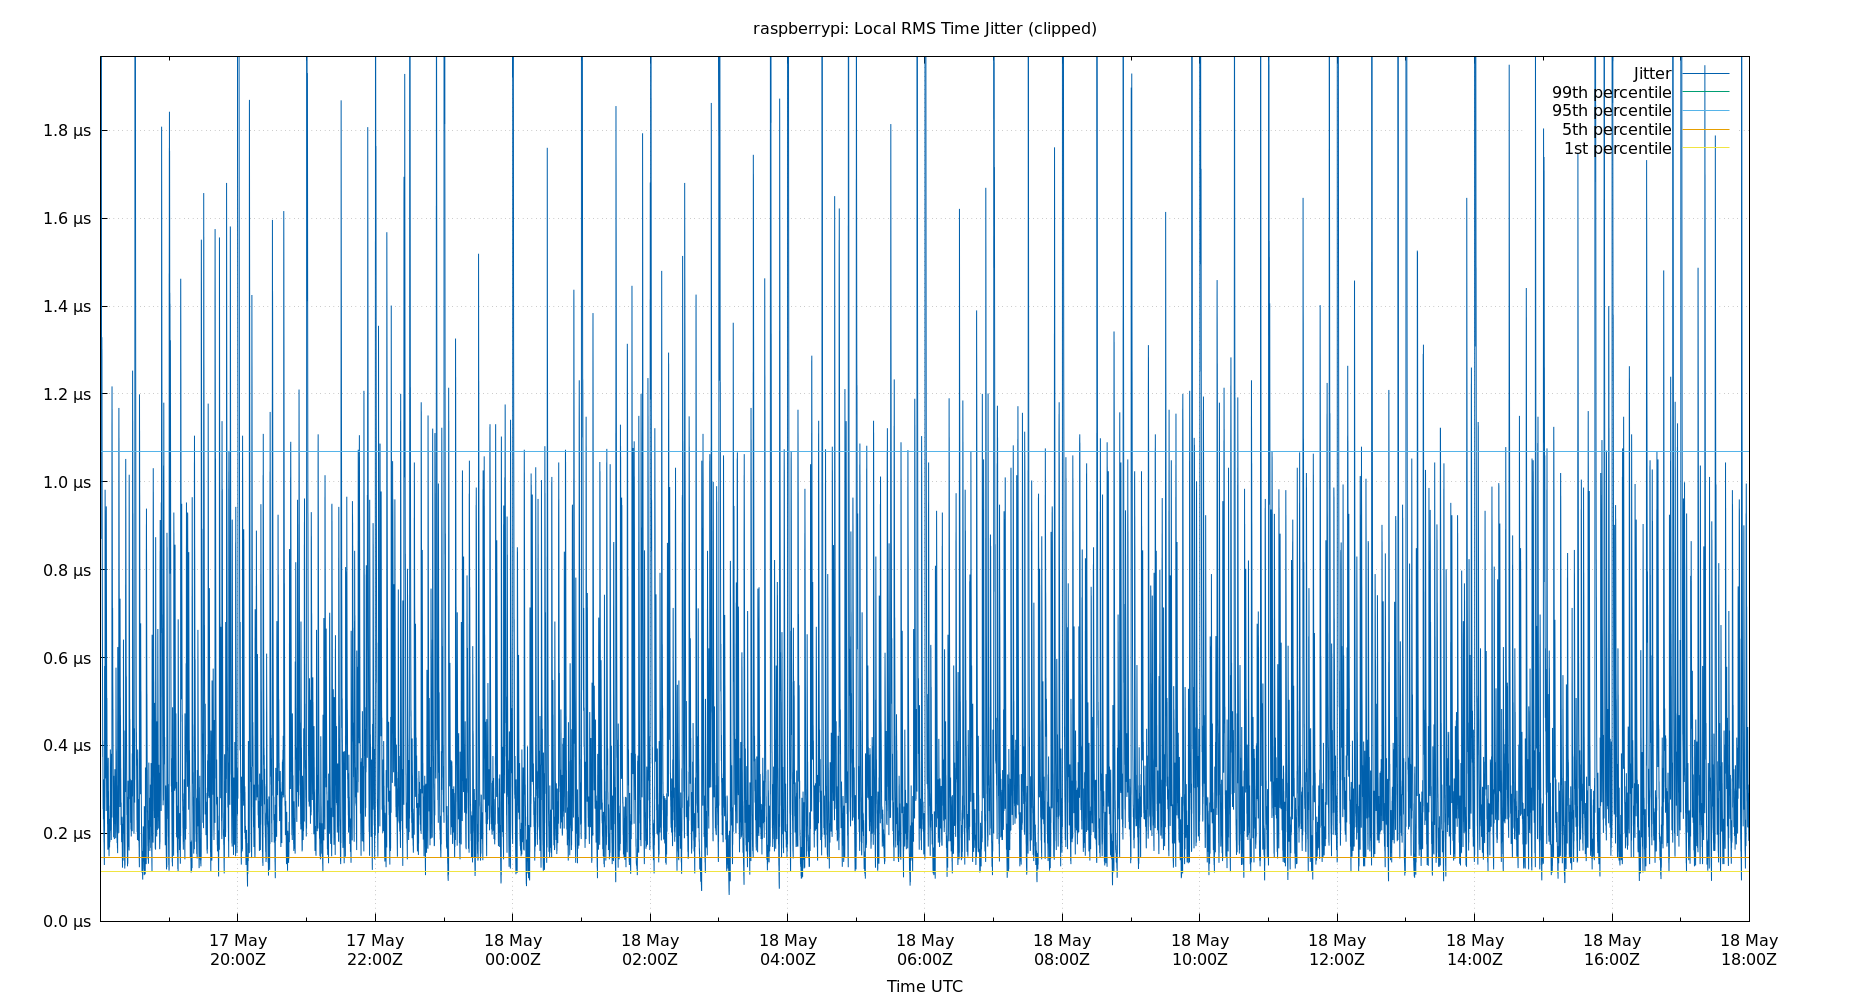 raspberrypi: Local RMS Time Jitter (clipped)
Jitter
99th percentile
95th percentile
5th percentile
1st percentile
1.8 µs
1.6 µs
1.4 µs
1.2 µs
1.0 µs
0.8 µs
0.6 µs
0.4 µs
0.2 µs
0.0 µs
17 May 17 May 18 May 18 May 18 May 18 May 18 May 18 May 18 May 18 May 18 May 18 May
20:00Z 22:00Z 00:00Z 02:00Z 04:00Z 06:00Z 08:00Z 10:00Z 12:00Z 14:00Z 16:00Z 18:00Z
Time UTC